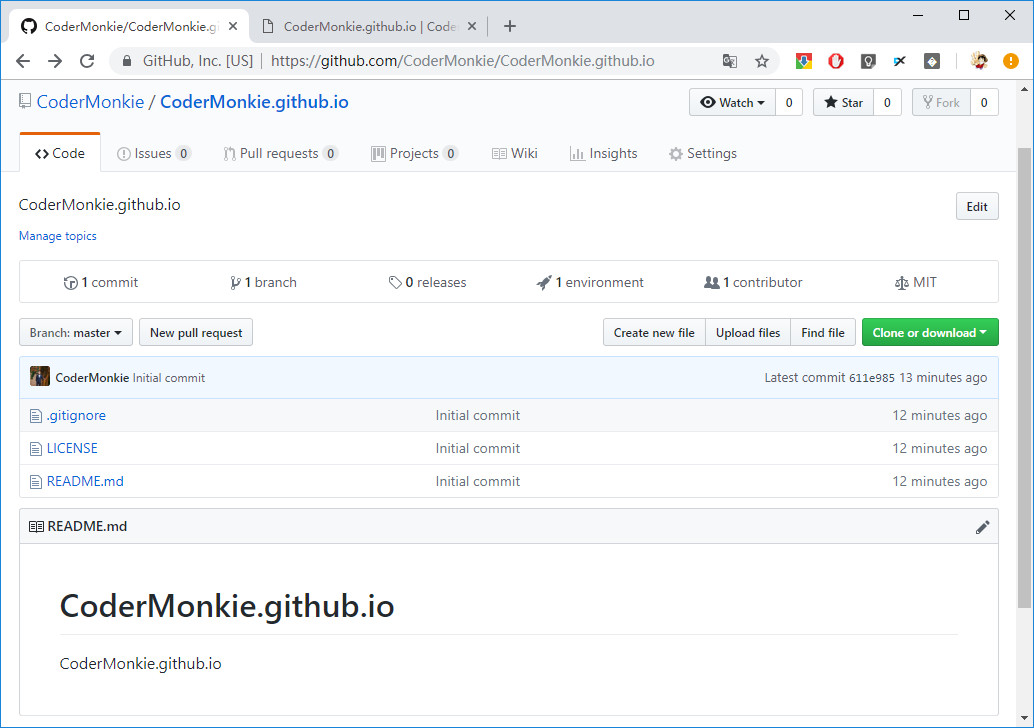 CoderMonkie/CoderMonkie.gi
CoderMonkie.github.io | Code
GitHub, Inc. [US] | https://github.com/CoderMonkie/CoderMonkie.github.io
CoderMonkie / CoderMonkie.github.io
Watch 0 Star 0 Fork 0
Code Issues 0 Pull requests 0 Projects 0 Wiki Insights Settings
CoderMonkie.github.io
Edit
Manage topics
1 commit 1 branch 0 releases 1 environment 1 contributor MIT
Branch: master New pull request Create new file Upload files Find file Clone or download
CoderMonkie Initial commit Latest commit 611e985 13 minutes ago
.gitignore Initial commit 12 minutes ago
LICENSE Initial commit 12 minutes ago
README.md Initial commit 12 minutes ago
README.md
CoderMonkie.github.io
CoderMonkie.github.io